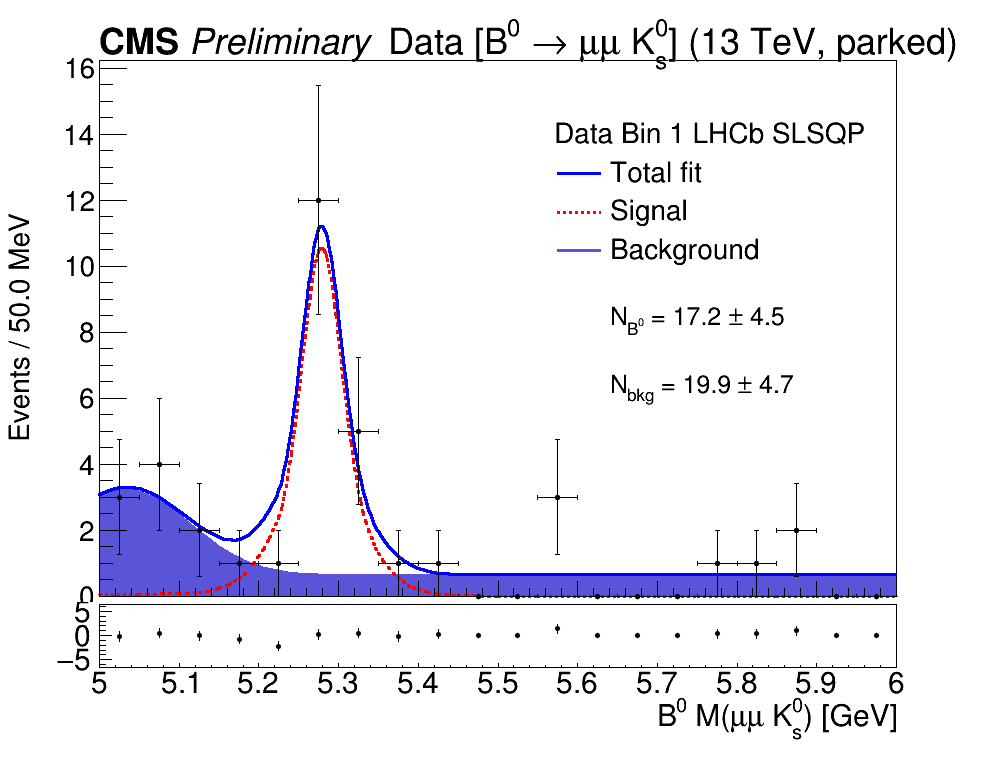 CMS Preliminary Data [B⁰ → μμ K⁰ₛ] (13 TeV, parked)
Events / 50.0 MeV
16
14
12
10
8
6
4
2
0
Data Bin 1 LHCb SLSQP
Total fit
Signal
Background
N_B⁰ = 17.2 ± 4.5
N_bkg = 19.9 ± 4.7
5
0
−5
5 5.1 5.2 5.3 5.4 5.5 5.6 5.7 5.8 5.9 6
B⁰ M(μμ K⁰ₛ) [GeV]